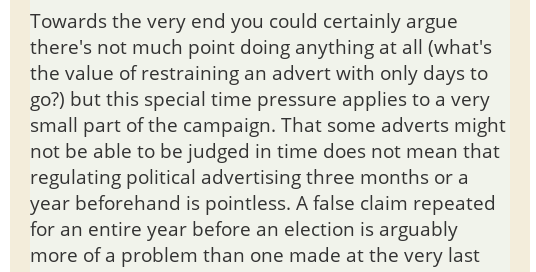 Towards the very end you could certainly argue
there's not much point doing anything at all (what's
the value of restraining an advert with only days to
go?) but this special time pressure applies to a very
small part of the campaign. That some adverts might
not be able to be judged in time does not mean that
regulating political advertising three months or a
year beforehand is pointless. A false claim repeated
for an entire year before an election is arguably
more of a problem than one made at the very last